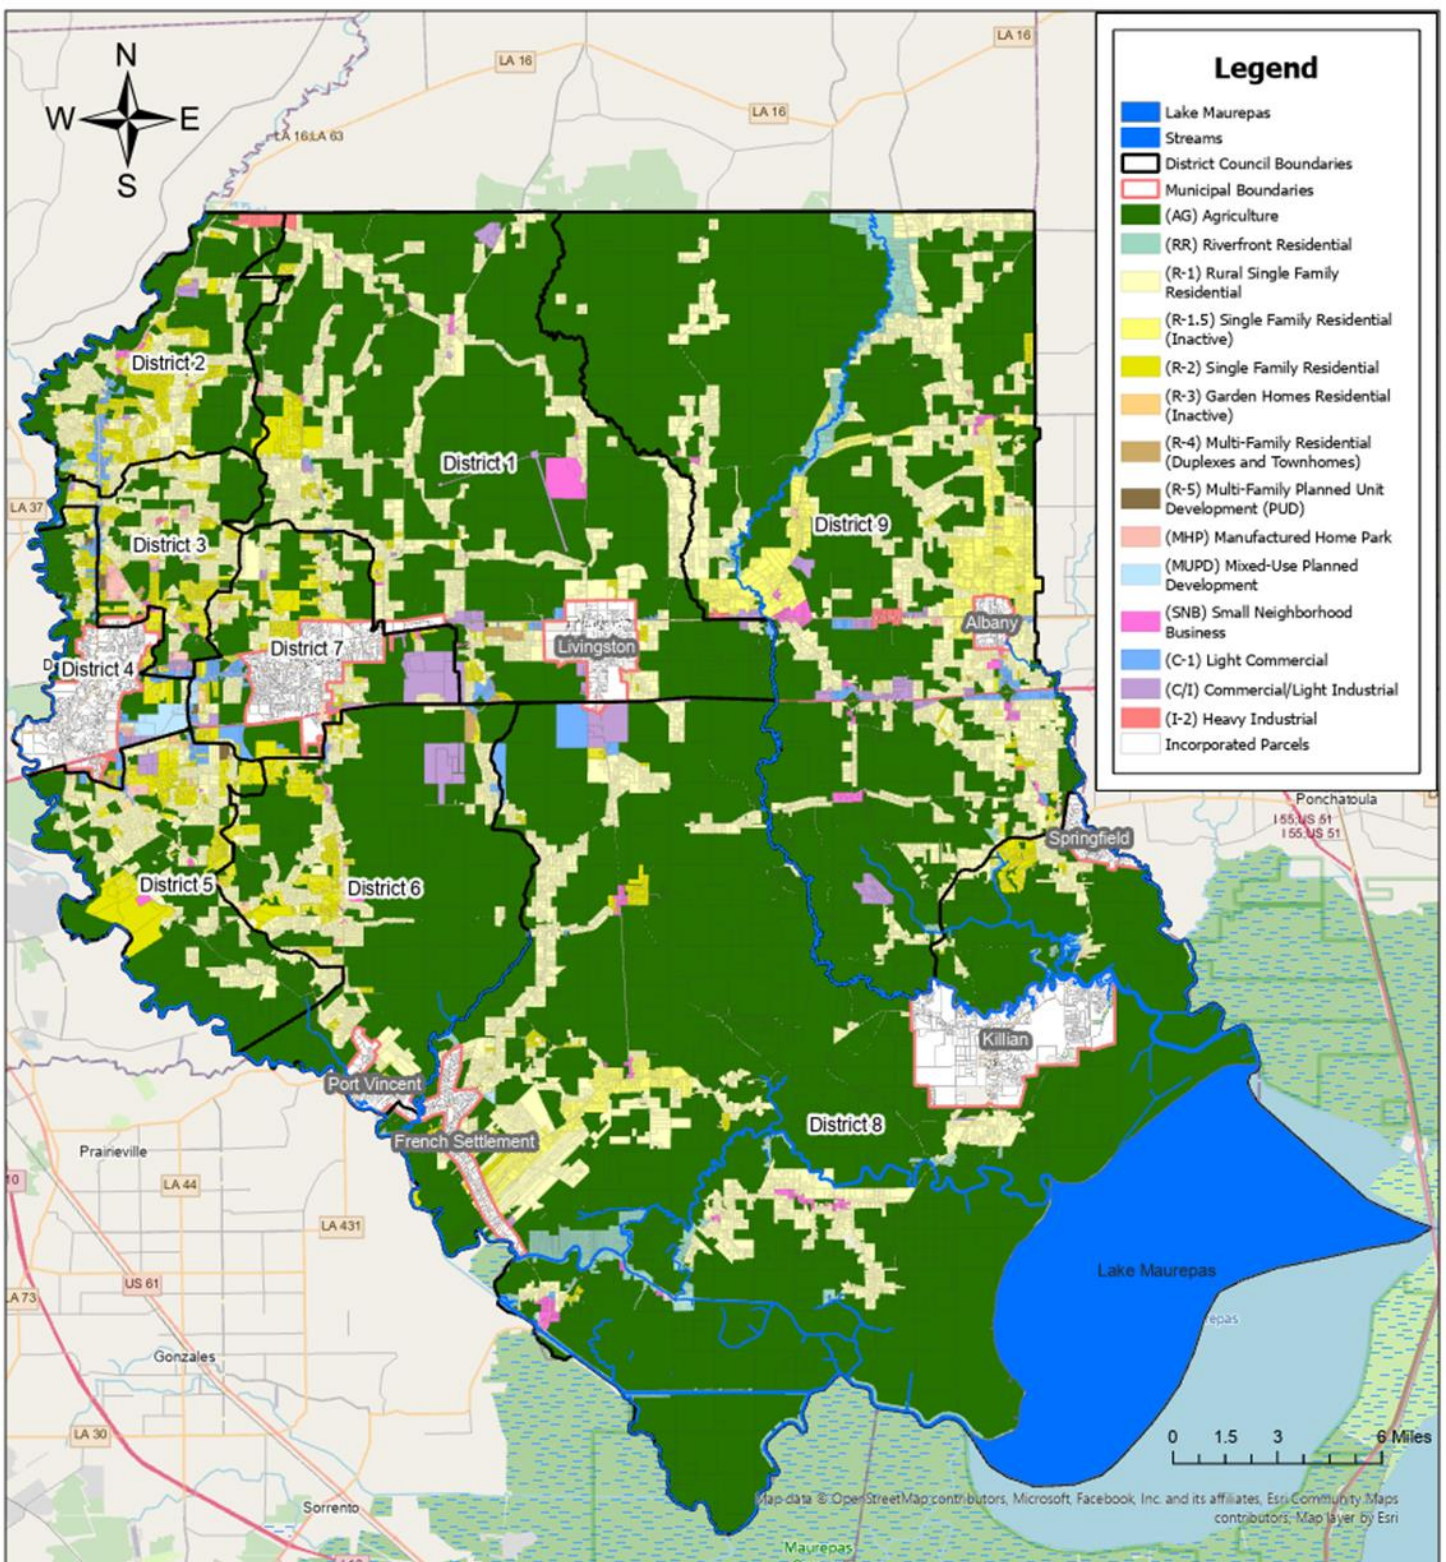 LA 16
LA 16
LA 16
LA 16;LA 63
N
W
E
S
Legend
Lake Maurepas
Streams
District Council Boundaries
Municipal Boundaries
(AG) Agriculture
(RR) Riverfront Residential
(R-1) Rural Single Family
Residential
(R-1.5) Single Family Residential
(Inactive)
(R-2) Single Family Residential
(R-3) Garden Homes Residential
(Inactive)
(R-4) Multi-Family Residential
(Duplexes and Townhomes)
(R-5) Multi-Family Planned Unit
Development (PUD)
(MHP) Manufactured Home Park
(MUPD) Mixed-Use Planned
Development
(SNB) Small Neighborhood
Business
(C-1) Light Commercial
(C/I) Commercial/Light Industrial
(I-2) Heavy Industrial
Incorporated Parcels
District 2
District 1
LA 37
District 9
District 3
Albany
District 7
Livingston
District 4
Ponchatoula
I 55;US 51
I 55;US 51
Springfield
District 5
District 6
Killian
Port Vincent
District 8
French Settlement
Prairieville
10
LA 44
LA 431
Lake Maurepas
US 61
LA 73
repas
Gonzales
LA 30
0 1.5 3 6 Miles
Sorrento
Map data © OpenStreetMap contributors, Microsoft, Facebook, Inc. and its affiliates, Esri Community Maps
contributors, Map layer by Esri
Maurepas